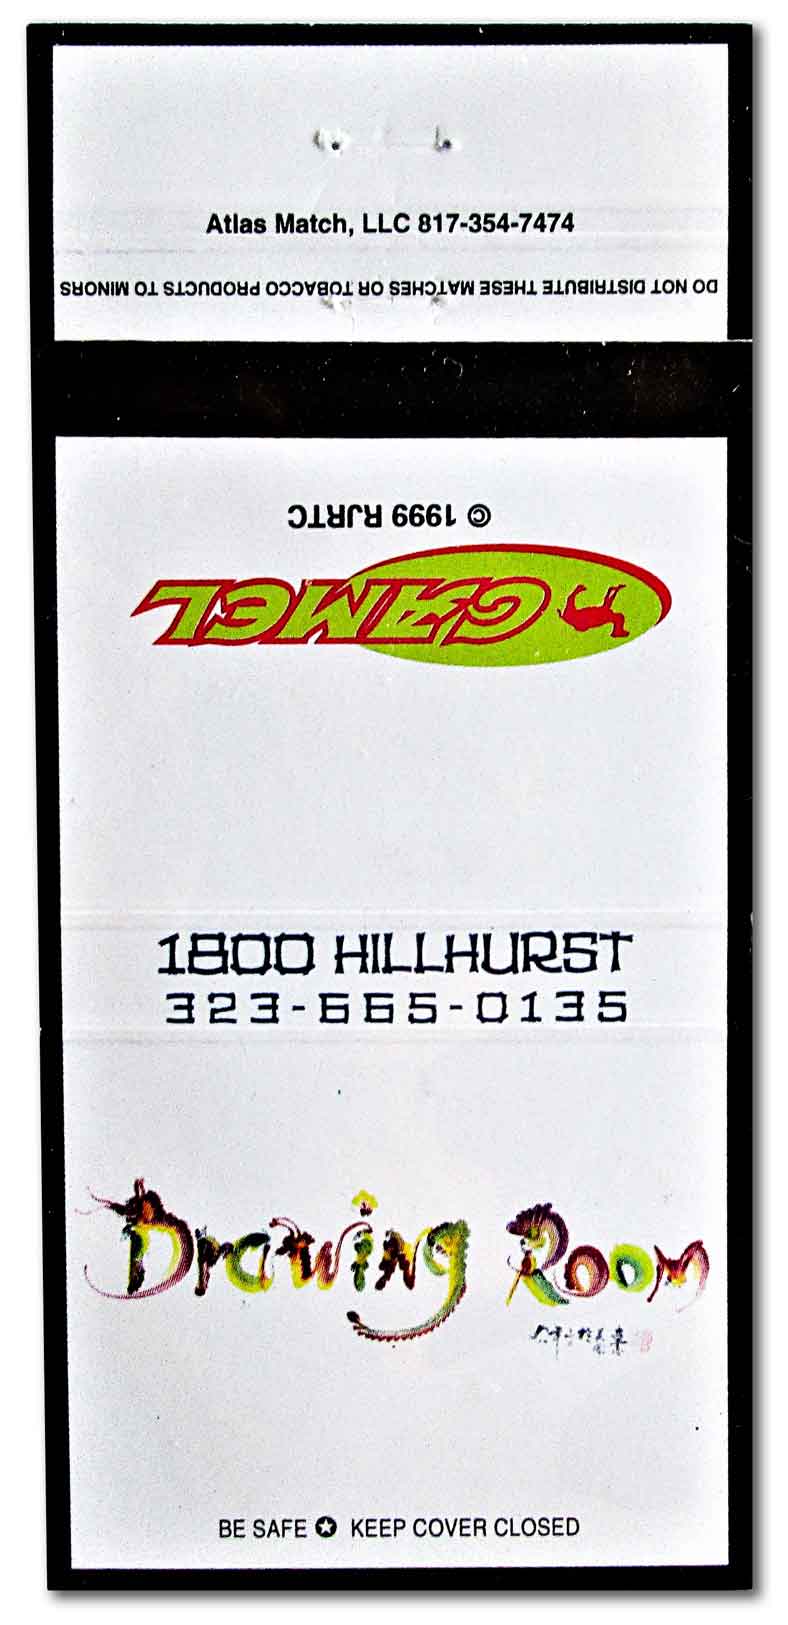 Atlas Match, LLC 817-354-7474
DO NOT DISTRIBUTE THESE MATCHES OR TOBACCO PRODUCTS TO MINORS
© 1999 RJRTC
CAMEL
1800 HILLHURST
323-665-0135
Drawing Room
BE SAFE ✪ KEEP COVER CLOSED